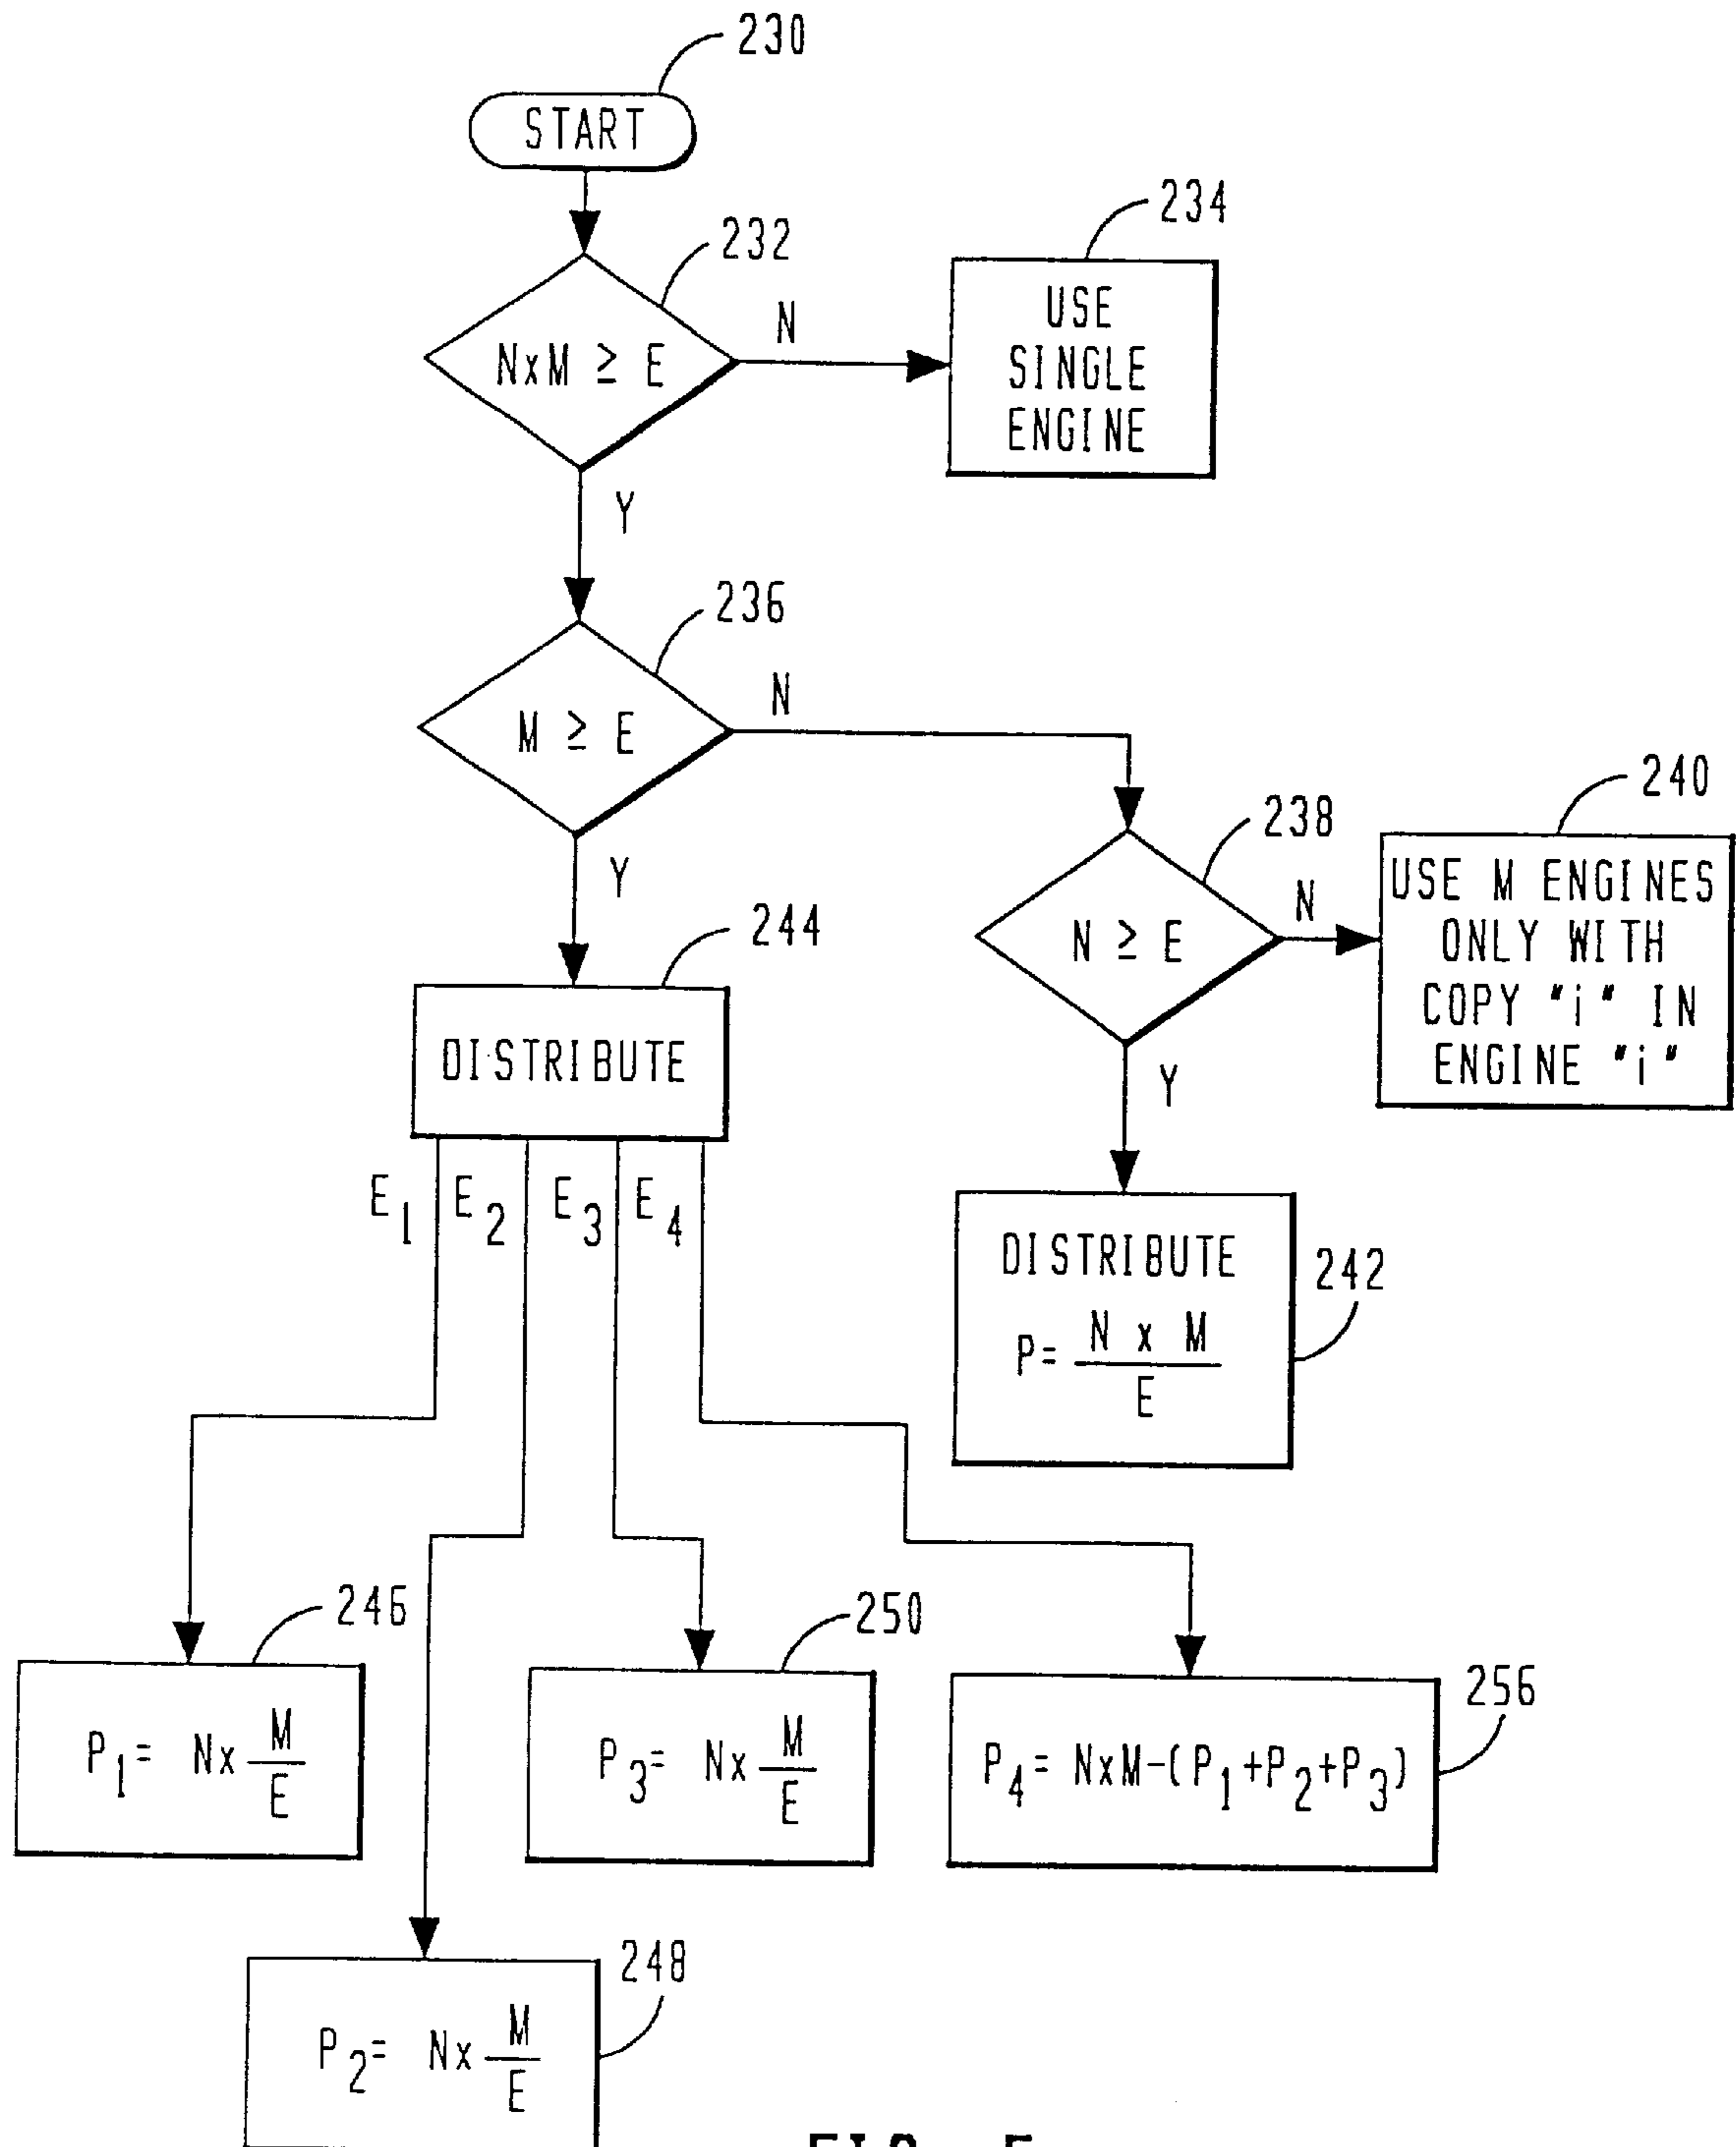 230
START
232
234
N x M ≥ E
N
USE
SINGLE
ENGINE
Y
236
M ≥ E
N
238
240
N ≥ E
N
USE M ENGINES
ONLY WITH
COPY "i" IN
ENGINE "i"
Y
Y
244
DISTRIBUTE
E1 E2 E3 E4
242
DISTRIBUTE
P= N x M / E
246
P1= N x M / E
250
P3= N x M / E
256
P4= NxM-(P1+P2+P3)
248
P2= N x M / E